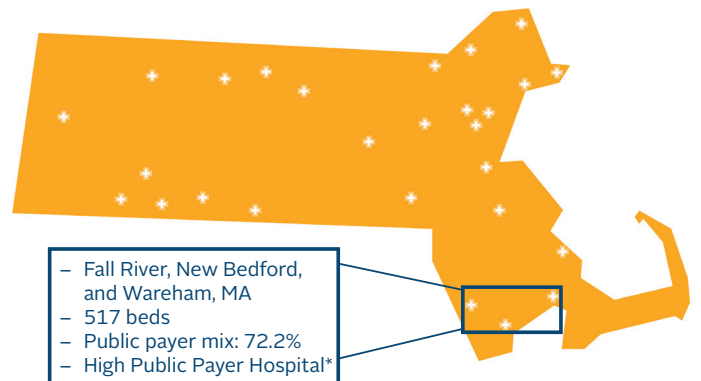 – Fall River, New Bedford,
and Wareham, MA
– 517 beds
– Public payer mix: 72.2%
– High Public Payer Hospital*